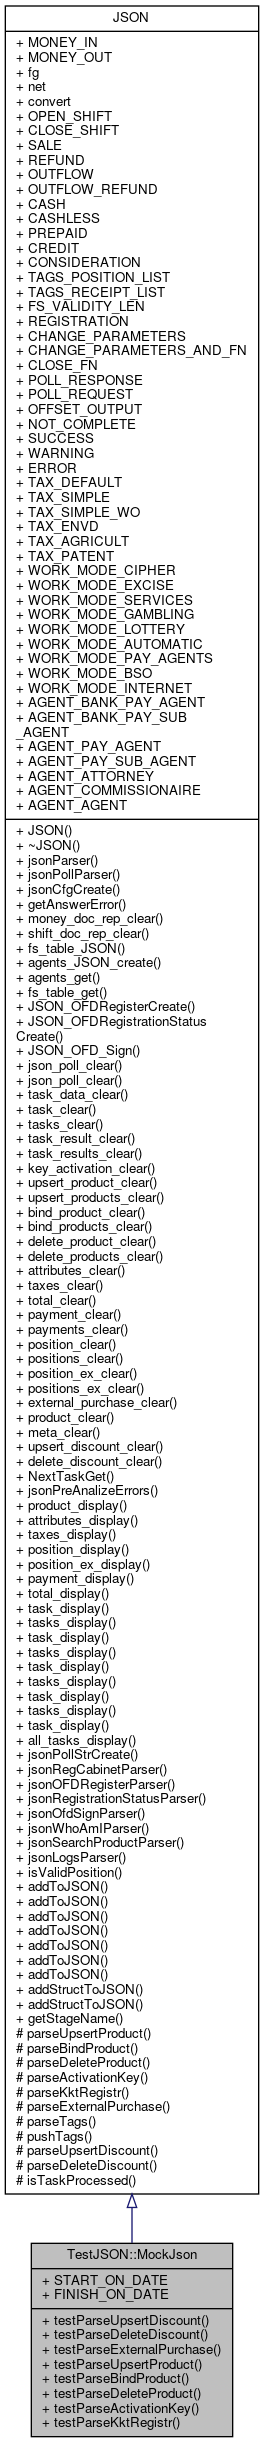 JSON
+ MONEY_IN
+ MONEY_OUT
+ fg
+ net
+ convert
+ OPEN_SHIFT
+ CLOSE_SHIFT
+ SALE
+ REFUND
+ OUTFLOW
+ OUTFLOW_REFUND
+ CASH
+ CASHLESS
+ PREPAID
+ CREDIT
+ CONSIDERATION
+ TAGS_POSITION_LIST
+ TAGS_RECEIPT_LIST
+ FS_VALIDITY_LEN
+ REGISTRATION
+ CHANGE_PARAMETERS
+ CHANGE_PARAMETERS_AND_FN
+ CLOSE_FN
+ POLL_RESPONSE
+ POLL_REQUEST
+ OFFSET_OUTPUT
+ NOT_COMPLETE
+ SUCCESS
+ WARNING
+ ERROR
+ TAX_DEFAULT
+ TAX_SIMPLE
+ TAX_SIMPLE_WO
+ TAX_ENVD
+ TAX_AGRICULT
+ TAX_PATENT
+ WORK_MODE_CIPHER
+ WORK_MODE_EXCISE
+ WORK_MODE_SERVICES
+ WORK_MODE_GAMBLING
+ WORK_MODE_LOTTERY
+ WORK_MODE_AUTOMATIC
+ WORK_MODE_PAY_AGENTS
+ WORK_MODE_BSO
+ WORK_MODE_INTERNET
+ AGENT_BANK_PAY_AGENT
+ AGENT_BANK_PAY_SUB
_AGENT
+ AGENT_PAY_AGENT
+ AGENT_PAY_SUB_AGENT
+ AGENT_ATTORNEY
+ AGENT_COMMISSIONAIRE
+ AGENT_AGENT
+ JSON()
+ ~JSON()
+ jsonParser()
+ jsonPollParser()
+ jsonCfgCreate()
+ getAnswerError()
+ money_doc_rep_clear()
+ shift_doc_rep_clear()
+ fs_table_JSON()
+ agents_JSON_create()
+ agents_get()
+ fs_table_get()
+ JSON_OFDRegisterCreate()
+ JSON_OFDRegistrationStatus
Create()
+ JSON_OFD_Sign()
+ json_poll_clear()
+ json_poll_clear()
+ task_data_clear()
+ task_clear()
+ tasks_clear()
+ task_result_clear()
+ task_results_clear()
+ key_activation_clear()
+ upsert_product_clear()
+ upsert_products_clear()
+ bind_product_clear()
+ bind_products_clear()
+ delete_product_clear()
+ delete_products_clear()
+ attributes_clear()
+ taxes_clear()
+ total_clear()
+ payment_clear()
+ payments_clear()
+ position_clear()
+ positions_clear()
+ position_ex_clear()
+ positions_ex_clear()
+ external_purchase_clear()
+ product_clear()
+ meta_clear()
+ upsert_discount_clear()
+ delete_discount_clear()
+ NextTaskGet()
+ jsonPreAnalizeErrors()
+ product_display()
+ attributes_display()
+ taxes_display()
+ position_display()
+ position_ex_display()
+ payment_display()
+ total_display()
+ task_display()
+ tasks_display()
+ task_display()
+ tasks_display()
+ task_display()
+ tasks_display()
+ task_display()
+ tasks_display()
+ task_display()
+ all_tasks_display()
+ jsonPollStrCreate()
+ jsonRegCabinetParser()
+ jsonOFDRegisterParser()
+ jsonRegistrationStatusParser()
+ jsonOfdSignParser()
+ jsonWhoAmIParser()
+ jsonSearchProductParser()
+ jsonLogsParser()
+ isValidPosition()
+ addToJSON()
+ addToJSON()
+ addToJSON()
+ addToJSON()
+ addToJSON()
+ addToJSON()
+ addToJSON()
+ addStructToJSON()
+ addStructToJSON()
+ getStageName()
# parseUpsertProduct()
# parseBindProduct()
# parseDeleteProduct()
# parseActivationKey()
# parseKktRegistr()
# parseExternalPurchase()
# parseTags()
# pushTags()
# parseUpsertDiscount()
# parseDeleteDiscount()
# isTaskProcessed()
TestJSON::MockJson
+ START_ON_DATE
+ FINISH_ON_DATE
+ testParseUpsertDiscount()
+ testParseDeleteDiscount()
+ testParseExternalPurchase()
+ testParseUpsertProduct()
+ testParseBindProduct()
+ testParseDeleteProduct()
+ testParseActivationKey()
+ testParseKktRegistr()